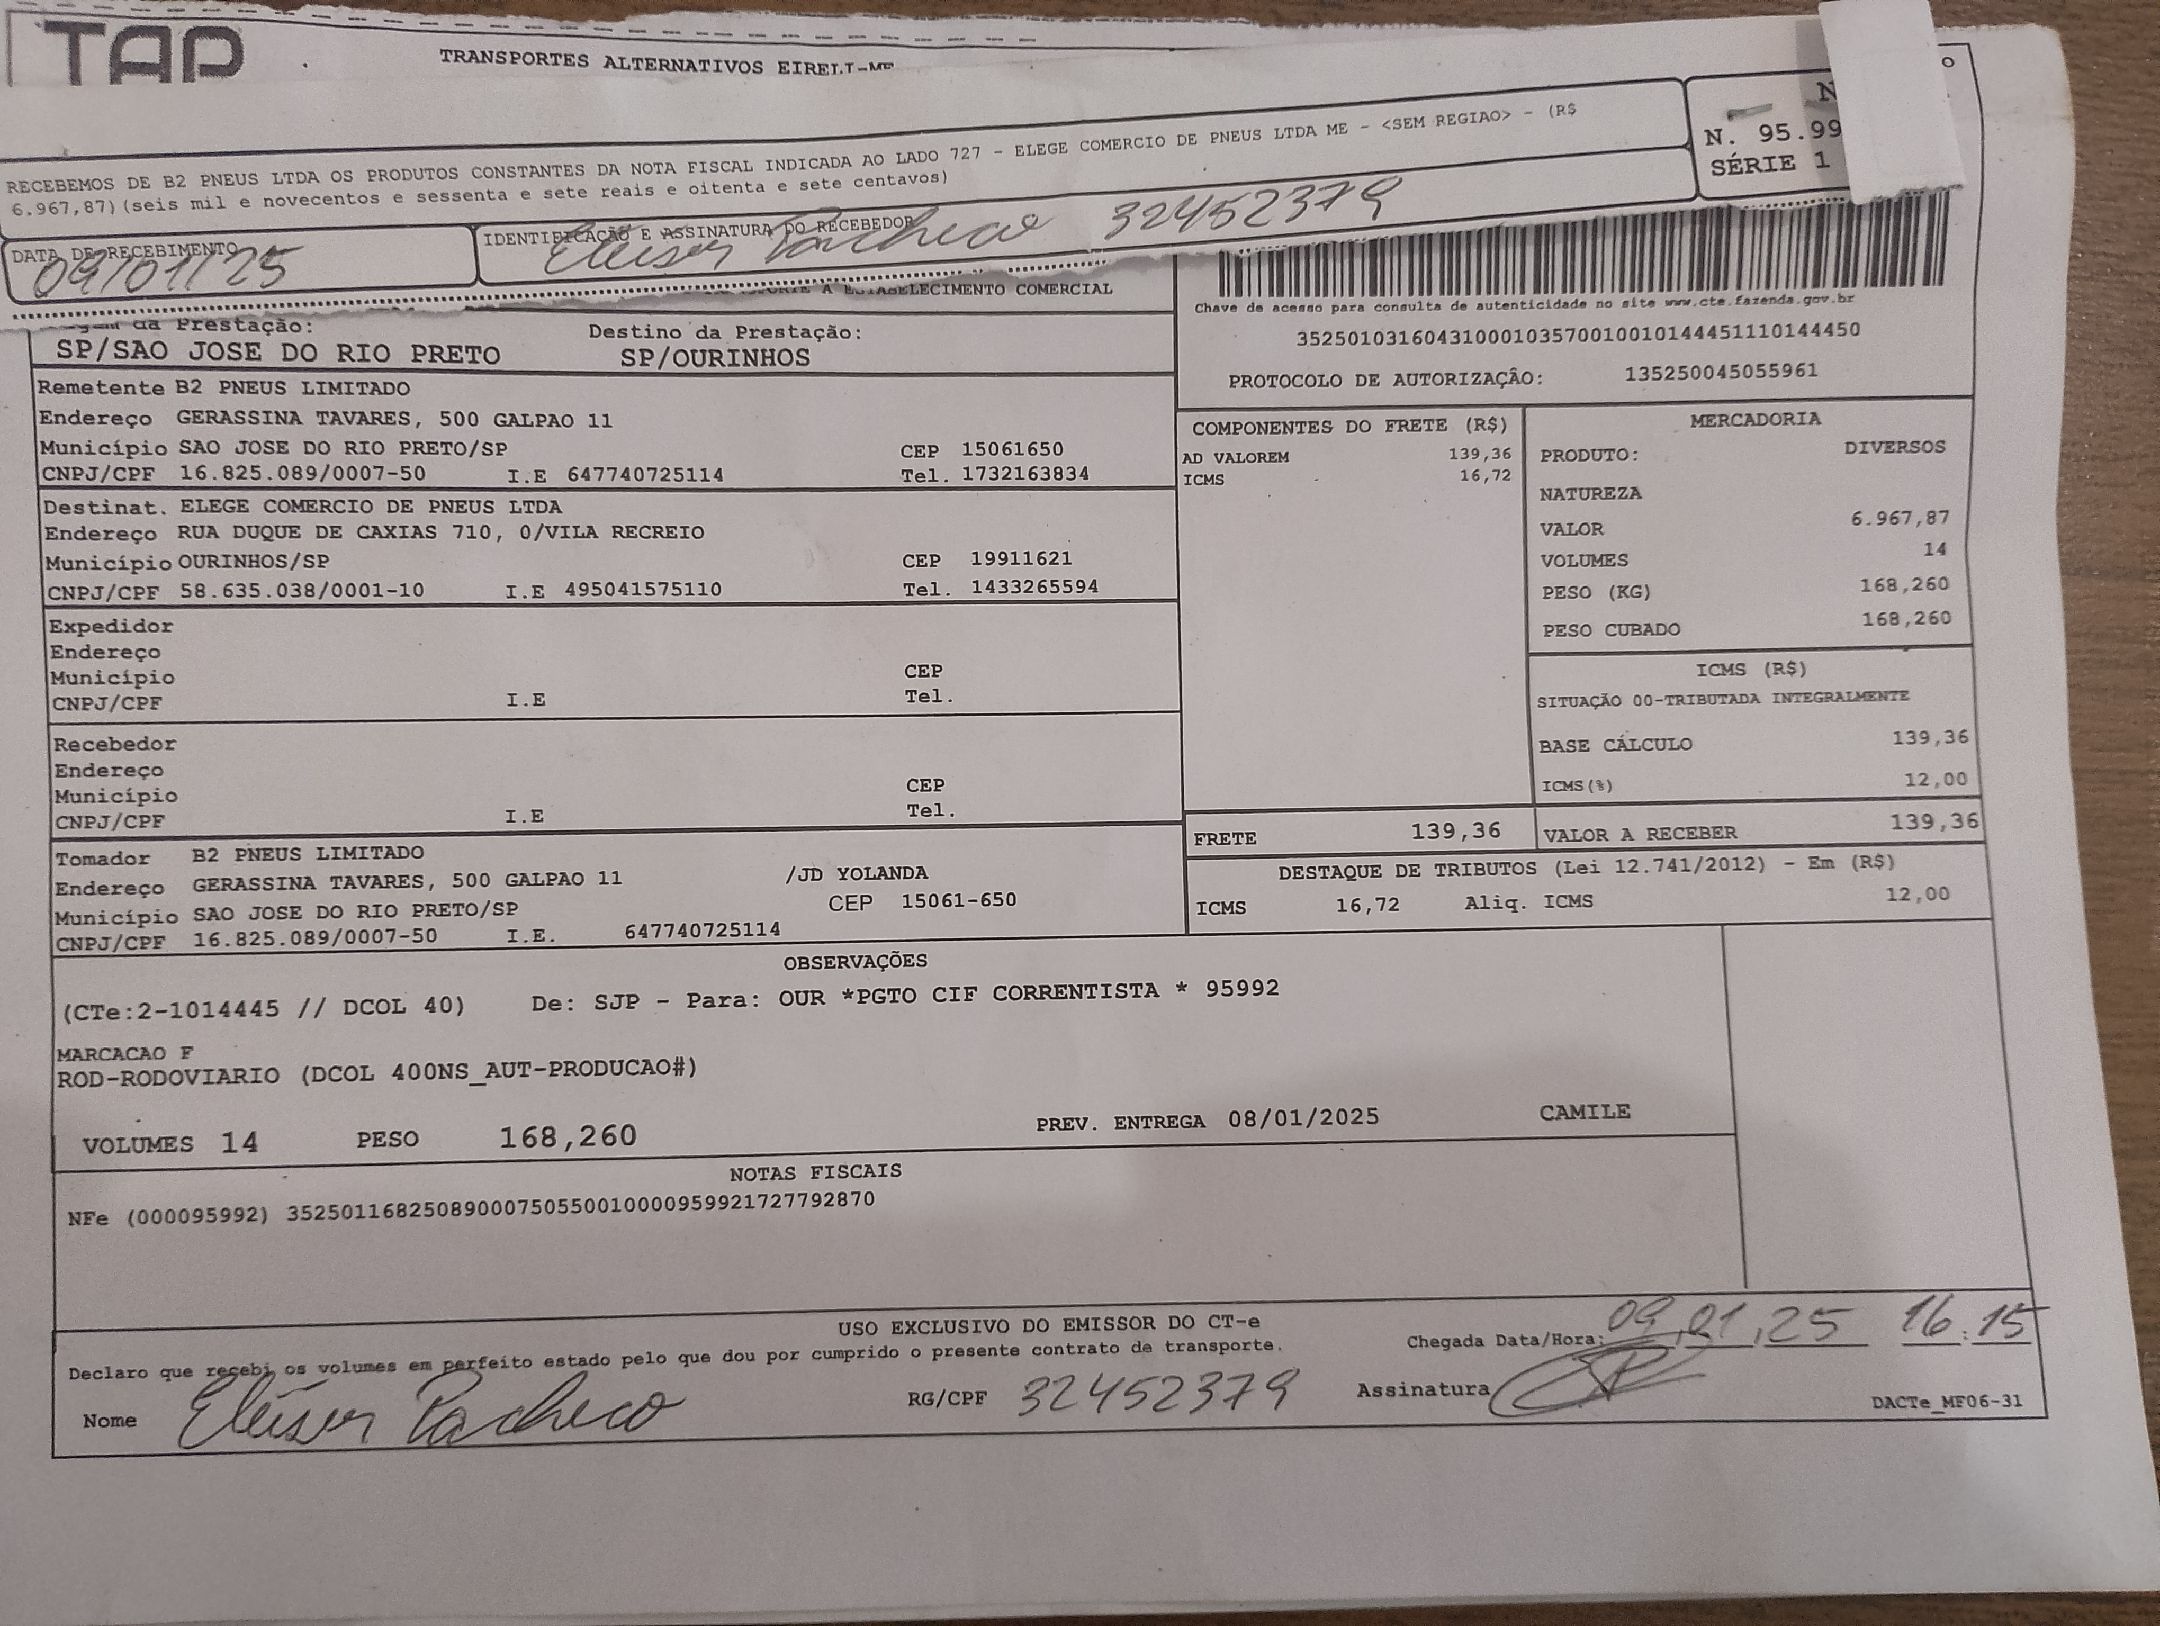 TAP
TRANSPORTES ALTERNATIVOS EIRELI-ME
RECEBEMOS DE B2 PNEUS LTDA OS PRODUTOS CONSTANTES DA NOTA FISCAL INDICADA AO LADO 727 - ELEGE COMERCIO DE PNEUS LTDA ME - <SEM REGIAO> - (R$
6.967,87)(seis mil e novecentos e sessenta e sete reais e oitenta e sete centavos)
N. 95.99
SÉRIE 1
DATA DE RECEBIMENTO
09/01/25
IDENTIFICAÇÃO E ASSINATURA DO RECEBEDOR
Eleiser Pacheco 32452379
ESTABELECIMENTO COMERCIAL
Chave de acesso para consulta de autenticidade no site www.cte.fazenda.gov.br
35250103160431000103570010010144451110144450
PROTOCOLO DE AUTORIZAÇÂO: 135250045055961
da Prestação:
SP/SAO JOSE DO RIO PRETO
Destino da Prestação:
SP/OURINHOS
Remetente B2 PNEUS LIMITADO
Endereço GERASSINA TAVARES, 500 GALPAO 11
Município SAO JOSE DO RIO PRETO/SP CEP 15061650
CNPJ/CPF 16.825.089/0007-50 I.E 647740725114 Tel. 1732163834
Destinat. ELEGE COMERCIO DE PNEUS LTDA
Endereço RUA DUQUE DE CAXIAS 710, 0/VILA RECREIO
Município OURINHOS/SP CEP 19911621
CNPJ/CPF 58.635.038/0001-10 I.E 495041575110 Tel. 1433265594
Expedidor
Endereço
Município CEP
CNPJ/CPF I.E Tel.
Recebedor
Endereço
Município CEP
CNPJ/CPF I.E Tel.
Tomador B2 PNEUS LIMITADO
Endereço GERASSINA TAVARES, 500 GALPAO 11 /JD YOLANDA
Município SAO JOSE DO RIO PRETO/SP CEP 15061-650
CNPJ/CPF 16.825.089/0007-50 I.E. 647740725114
COMPONENTES DO FRETE (R$)
AD VALOREM 139,36
ICMS 16,72
MERCADORIA
PRODUTO: DIVERSOS
NATUREZA
VALOR 6.967,87
VOLUMES 14
PESO (KG) 168,260
PESO CUBADO 168,260
ICMS (R$)
SITUAÇÃO 00-TRIBUTADA INTEGRALMENTE
BASE CÁLCULO 139,36
ICMS(%) 12,00
FRETE 139,36
VALOR A RECEBER 139,36
DESTAQUE DE TRIBUTOS (Lei 12.741/2012) - Em (R$)
ICMS 16,72 Aliq. ICMS 12,00
OBSERVAÇÕES
(CTe:2-1014445 // DCOL 40) De: SJP - Para: OUR *PGTO CIF CORRENTISTA * 95992
MARCACAO F
ROD-RODOVIARIO (DCOL 400NS_AUT-PRODUCAO#)
VOLUMES 14 PESO 168,260 PREV. ENTREGA 08/01/2025 CAMILE
NOTAS FISCAIS
NFe (000095992) 35250116825089000750550010000959921727792870
USO EXCLUSIVO DO EMISSOR DO CT-e
Declaro que recebi os volumes em perfeito estado pelo que dou por cumprido o presente contrato de transporte.
Chegada Data/Hora: 09,01,25 16:15
Nome Eleiser Pacheco
RG/CPF 32452379
Assinatura
DACTe_MF06-31